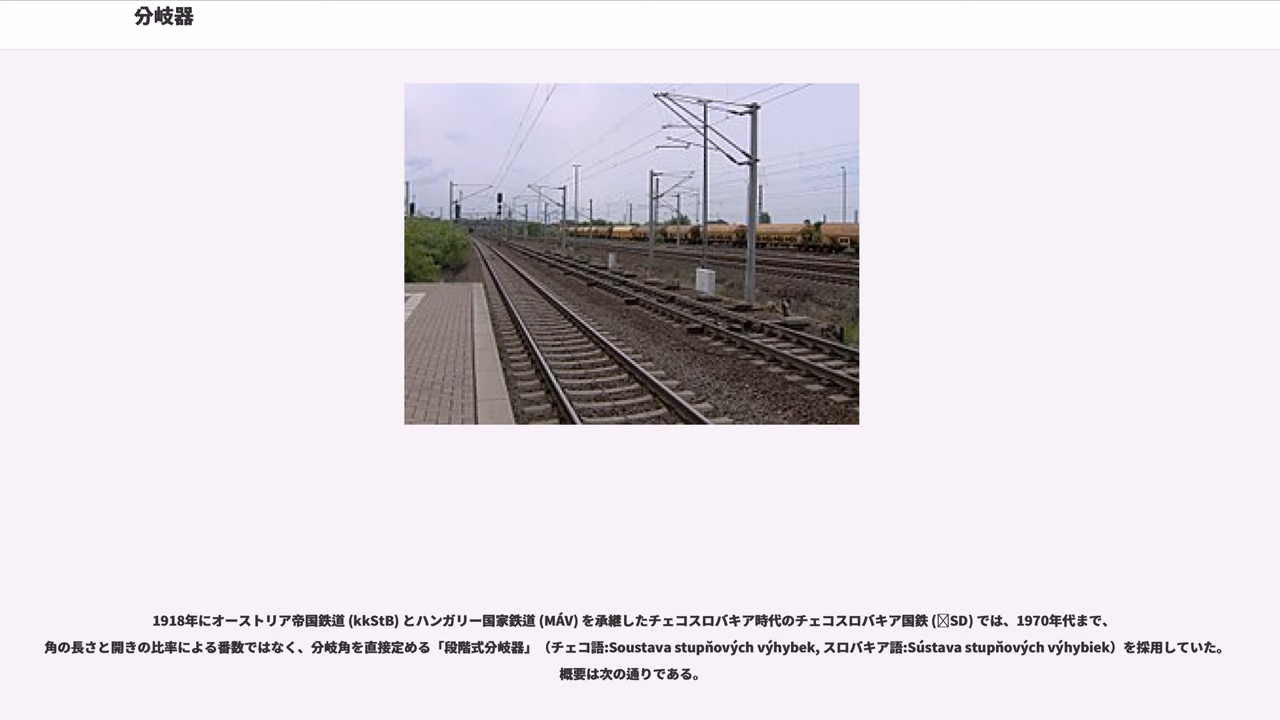 分岐器
1918年にオーストリア帝国鉄道 (kkStB) とハンガリー国家鉄道 (MÁV) を承継したチェコスロバキア時代のチェコスロバキア国鉄 (□SD) では、1970年代まで、
角の長さと開きの比率による番数ではなく、分岐角を直接定める「段階式分岐器」（チェコ語:Soustava stupňových výhybek, スロバキア語:Sústava stupňových výhybiek）を採用していた。
概要は次の通りである。